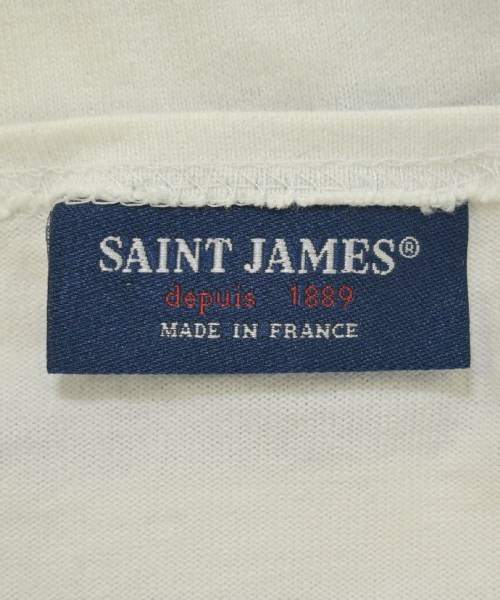 SAINT JAMES®
depuis 1889
MADE IN FRANCE